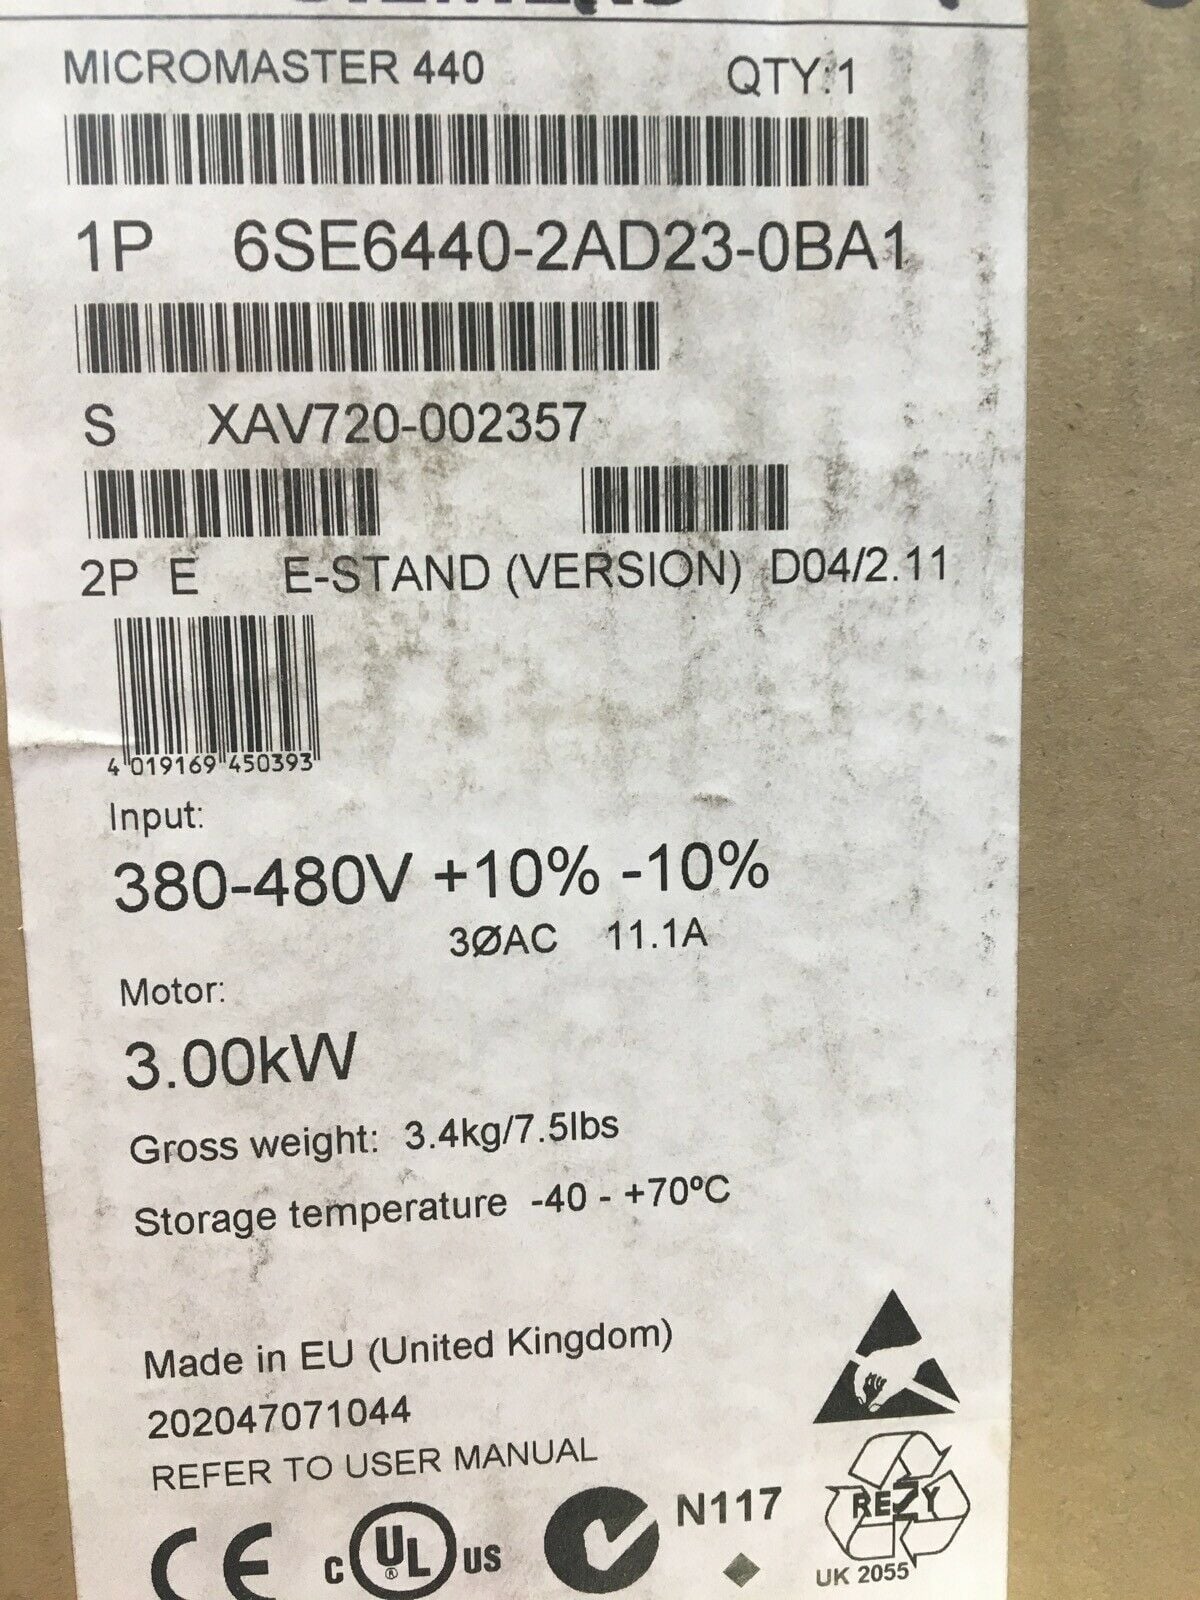 SIEMENS
MICROMASTER 440 QTY:1
1P 6SE6440-2AD23-0BA1
S XAV720-002357
2P E E-STAND (VERSION) D04/2.11
4 019169 450393
Input:
380-480V +10% -10%
3ØAC 11.1A
Motor:
3.00kW
Gross weight: 3.4kg/7.5lbs
Storage temperature -40 - +70ºC
Made in EU (United Kingdom)
202047071044
REFER TO USER MANUAL
CE c UL ® US N117
REZY
UK 2055